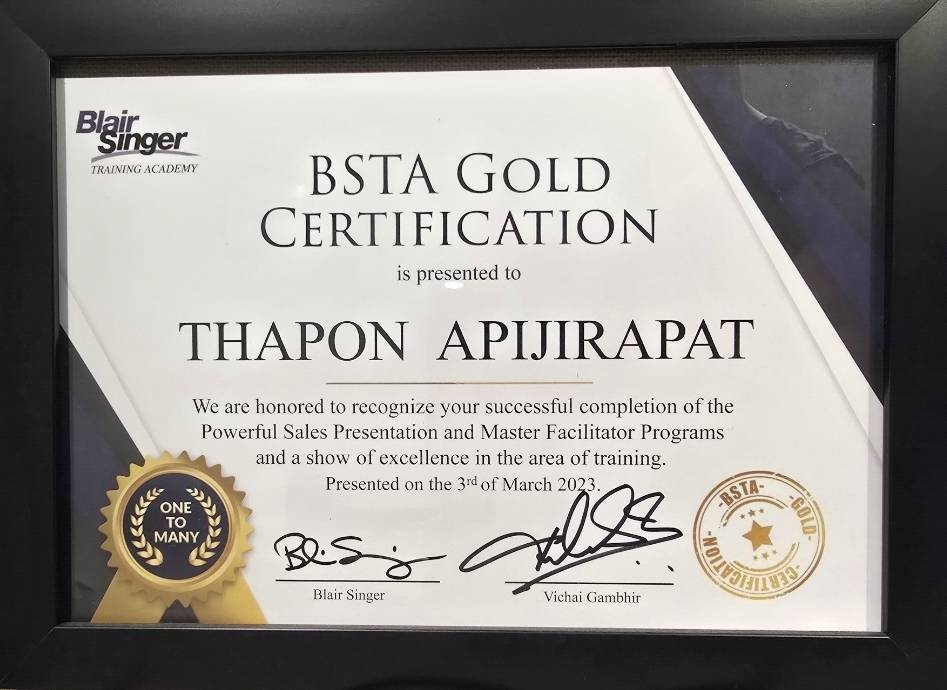 Blair
Singer
TRAINING ACADEMY
BSTA GOLD
CERTIFICATION
is presented to
THAPON APIJIRAPAT
We are honored to recognize your successful completion of the
Powerful Sales Presentation and Master Facilitator Programs
and a show of excellence in the area of training.
Presented on the 3rd of March 2023.
ONE
TO
MANY
Blair Singer
Vichai Gambhir
-BSTA-
-GOLD-
CERTIFICATION-